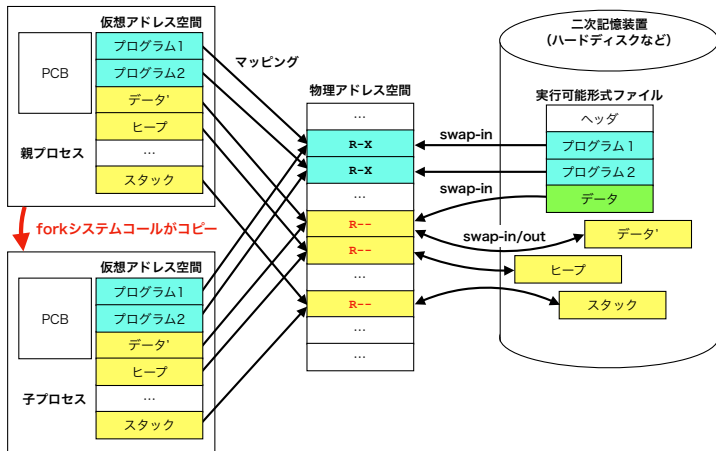 仮想アドレス空間
PCB
プログラム1
プログラム2
データ'
ヒープ
…
スタック
親プロセス
マッピング
forkシステムコールがコピー
仮想アドレス空間
PCB
プログラム1
プログラム2
データ'
ヒープ
…
スタック
子プロセス
物理アドレス空間
…
R-X
R-X
…
R--
R--
…
R--
…
…
swap-in
swap-in
swap-in/out
二次記憶装置
(ハードディスクなど)
実行可能形式ファイル
ヘッダ
プログラム1
プログラム2
データ
データ'
ヒープ
スタック